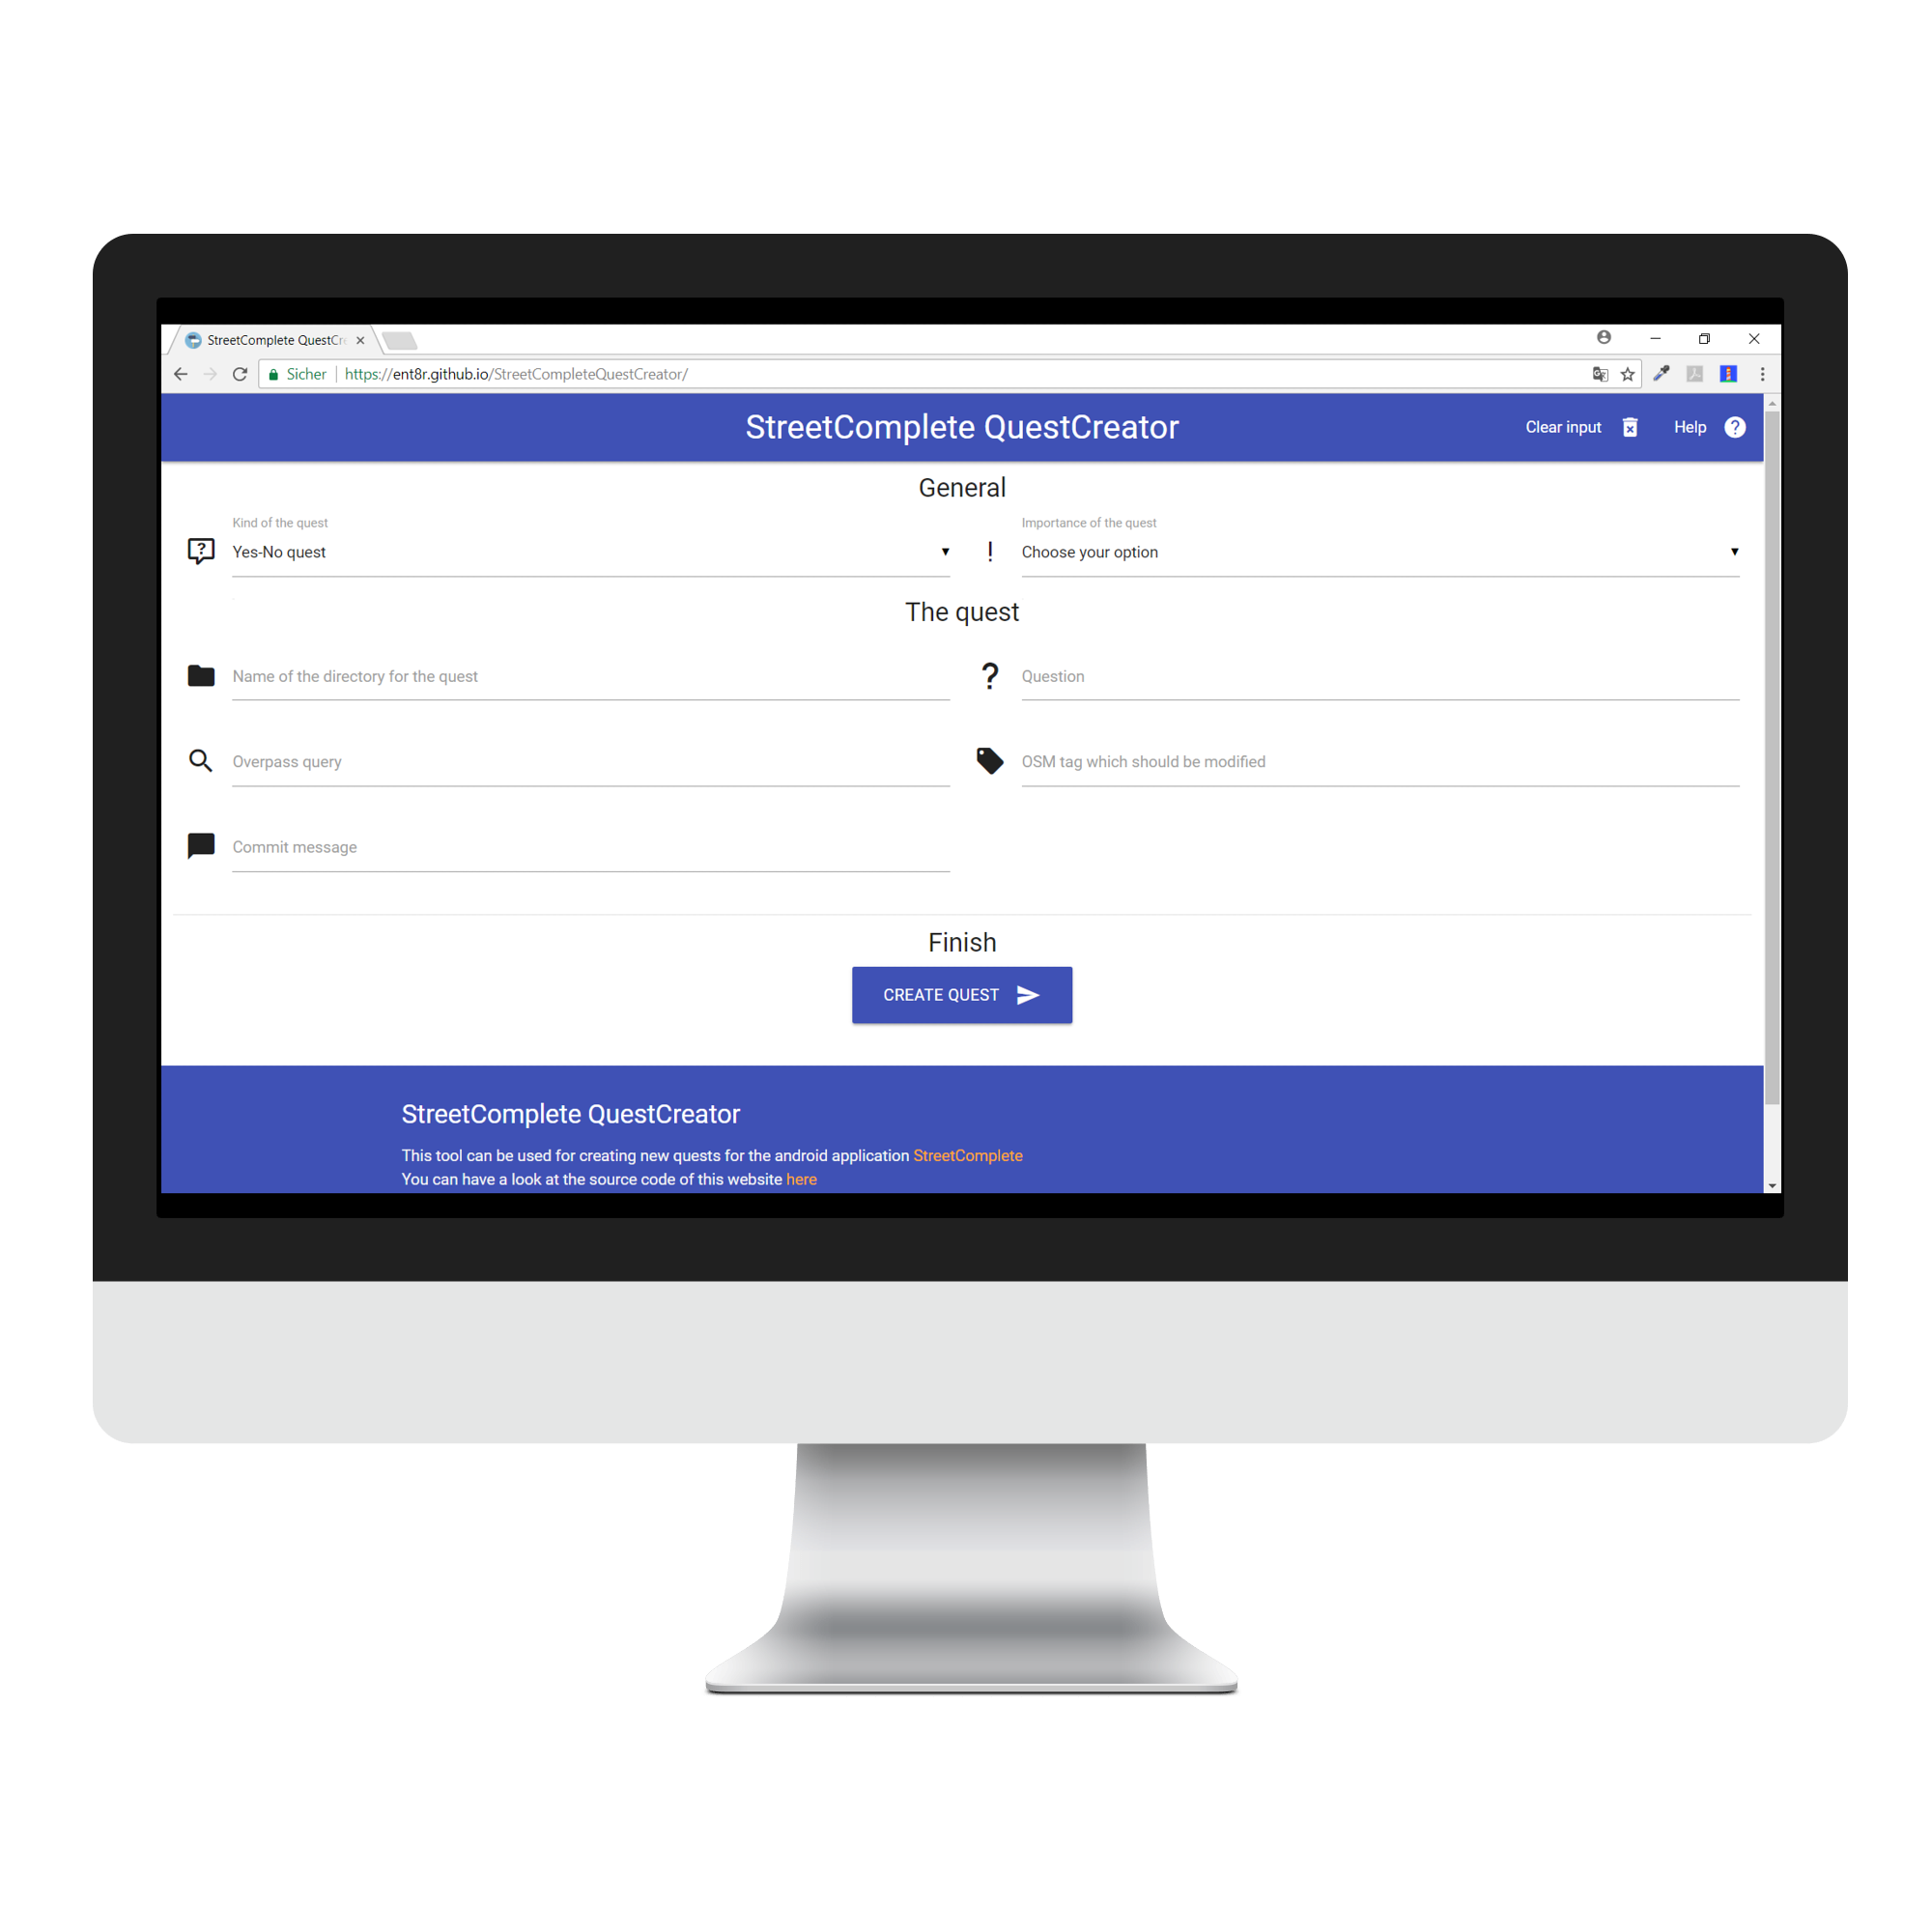 StreetComplete QuestCr
Sicher
https://ent8r.github.io/StreetCompleteQuestCreator/
StreetComplete QuestCreator
Clear input
Help
General
Kind of the quest
Importance of the quest
Yes-No quest
Choose your option
The quest
Name of the directory for the quest
Question
Overpass query
OSM tag which should be modified
Commit message
Finish
CREATE QUEST
StreetComplete QuestCreator
This tool can be used for creating new quests for the android application StreetComplete
You can have a look at the source code of this website here